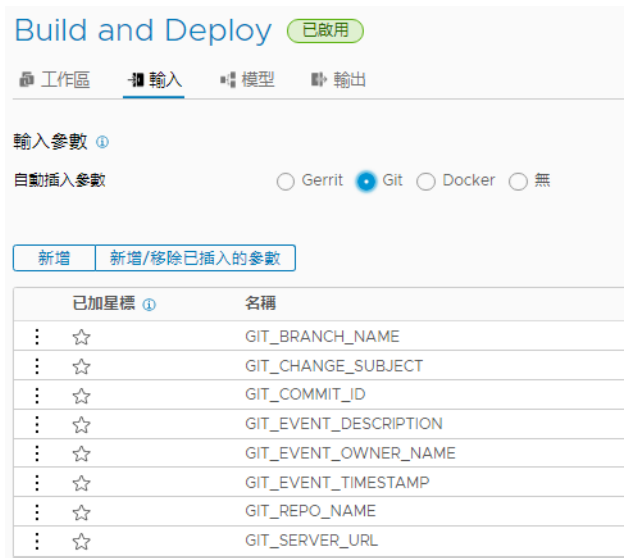 Build and Deploy 已啟用
工作區 輸入 模型 輸出
輸入參數
自動插入參數 Gerrit Git Docker 無
新增 新增/移除已插入的參數
已加星標 名稱
GIT_BRANCH_NAME
GIT_CHANGE_SUBJECT
GIT_COMMIT_ID
GIT_EVENT_DESCRIPTION
GIT_EVENT_OWNER_NAME
GIT_EVENT_TIMESTAMP
GIT_REPO_NAME
GIT_SERVER_URL